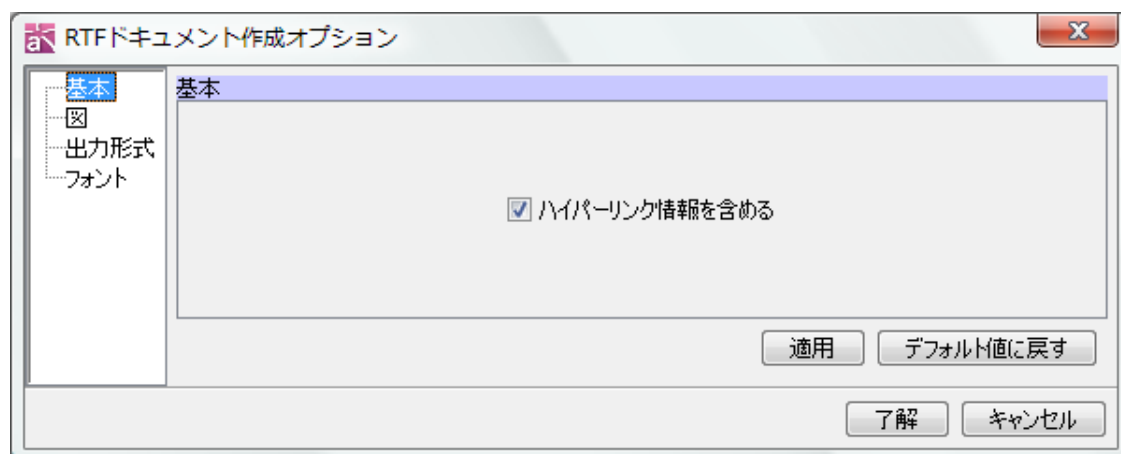 RTFドキュメント作成オプション
基本
図
出力形式
フォント
基本
ハイパーリンク情報を含める
適用
デフォルト値に戻す
了解
キャンセル